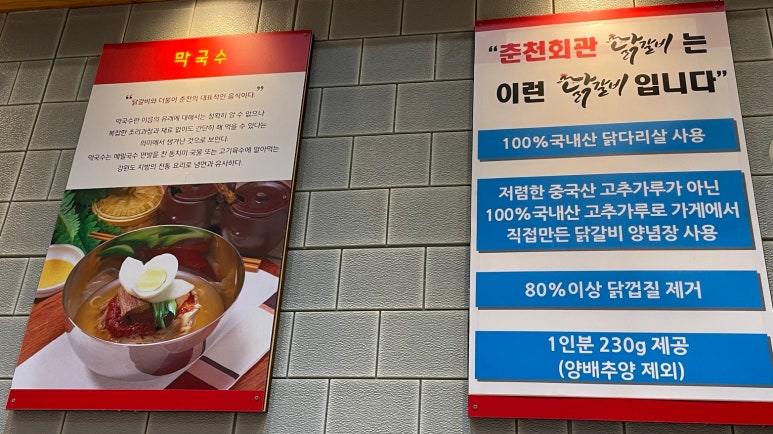 막국수
“닭갈비와 더불어 춘천의 대표적인 음식이다.”
막국수란 이름의 유래에 대해서는 정확히 알 수 없으나
복잡한 조리과정과 재료 없이도 간단히 해 먹을 수 있다는
의미에서 생겨난 것으로 보인다.
막국수는 메밀국수 면발을 찬 동치미 국물 또는 고기육수에 말아먹는
강원도 지방의 전통 요리로 냉면과 유사하다.
“춘천회관 닭갈비 는
이런 닭갈비 입니다”
100%국내산 닭다리살 사용
저렴한 중국산 고추가루가 아닌
100%국내산 고추가루로 가게에서
직접만든 닭갈비 양념장 사용
80%이상 닭껍질 제거
1인분 230g 제공
(양배추양 제외)